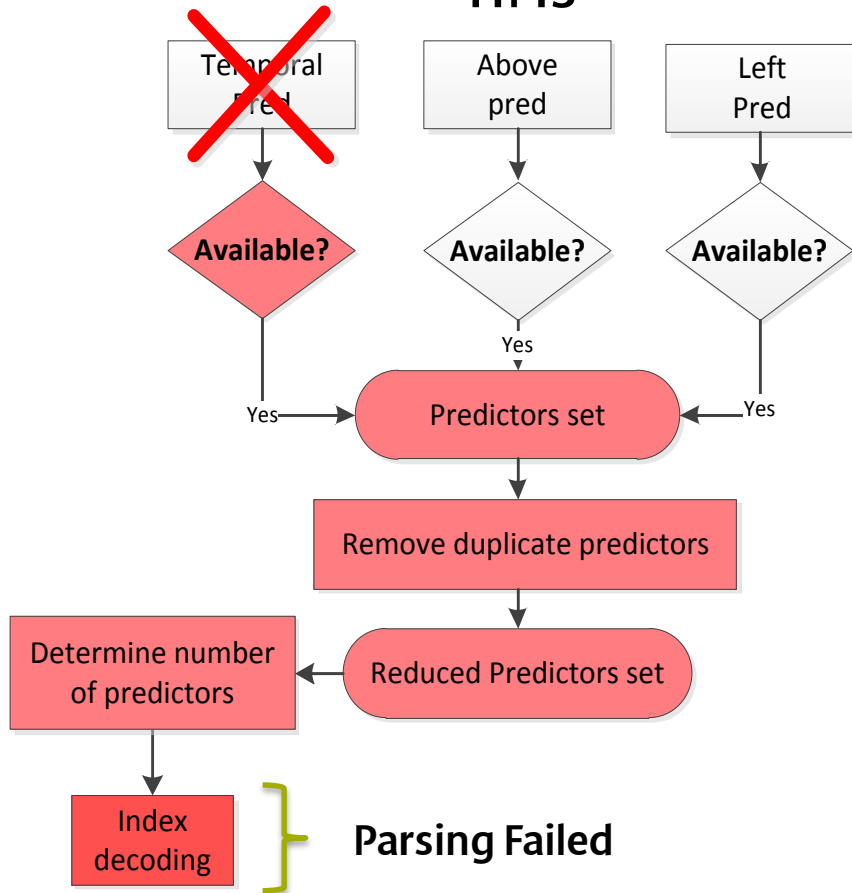 Temporal
Pred
Above
pred
Left
Pred
Available?
Available?
Available?
Yes
Yes
Yes
Predictors set
Remove duplicate predictors
Determine number
of predictors
Reduced Predictors set
Index
decoding
Parsing Failed